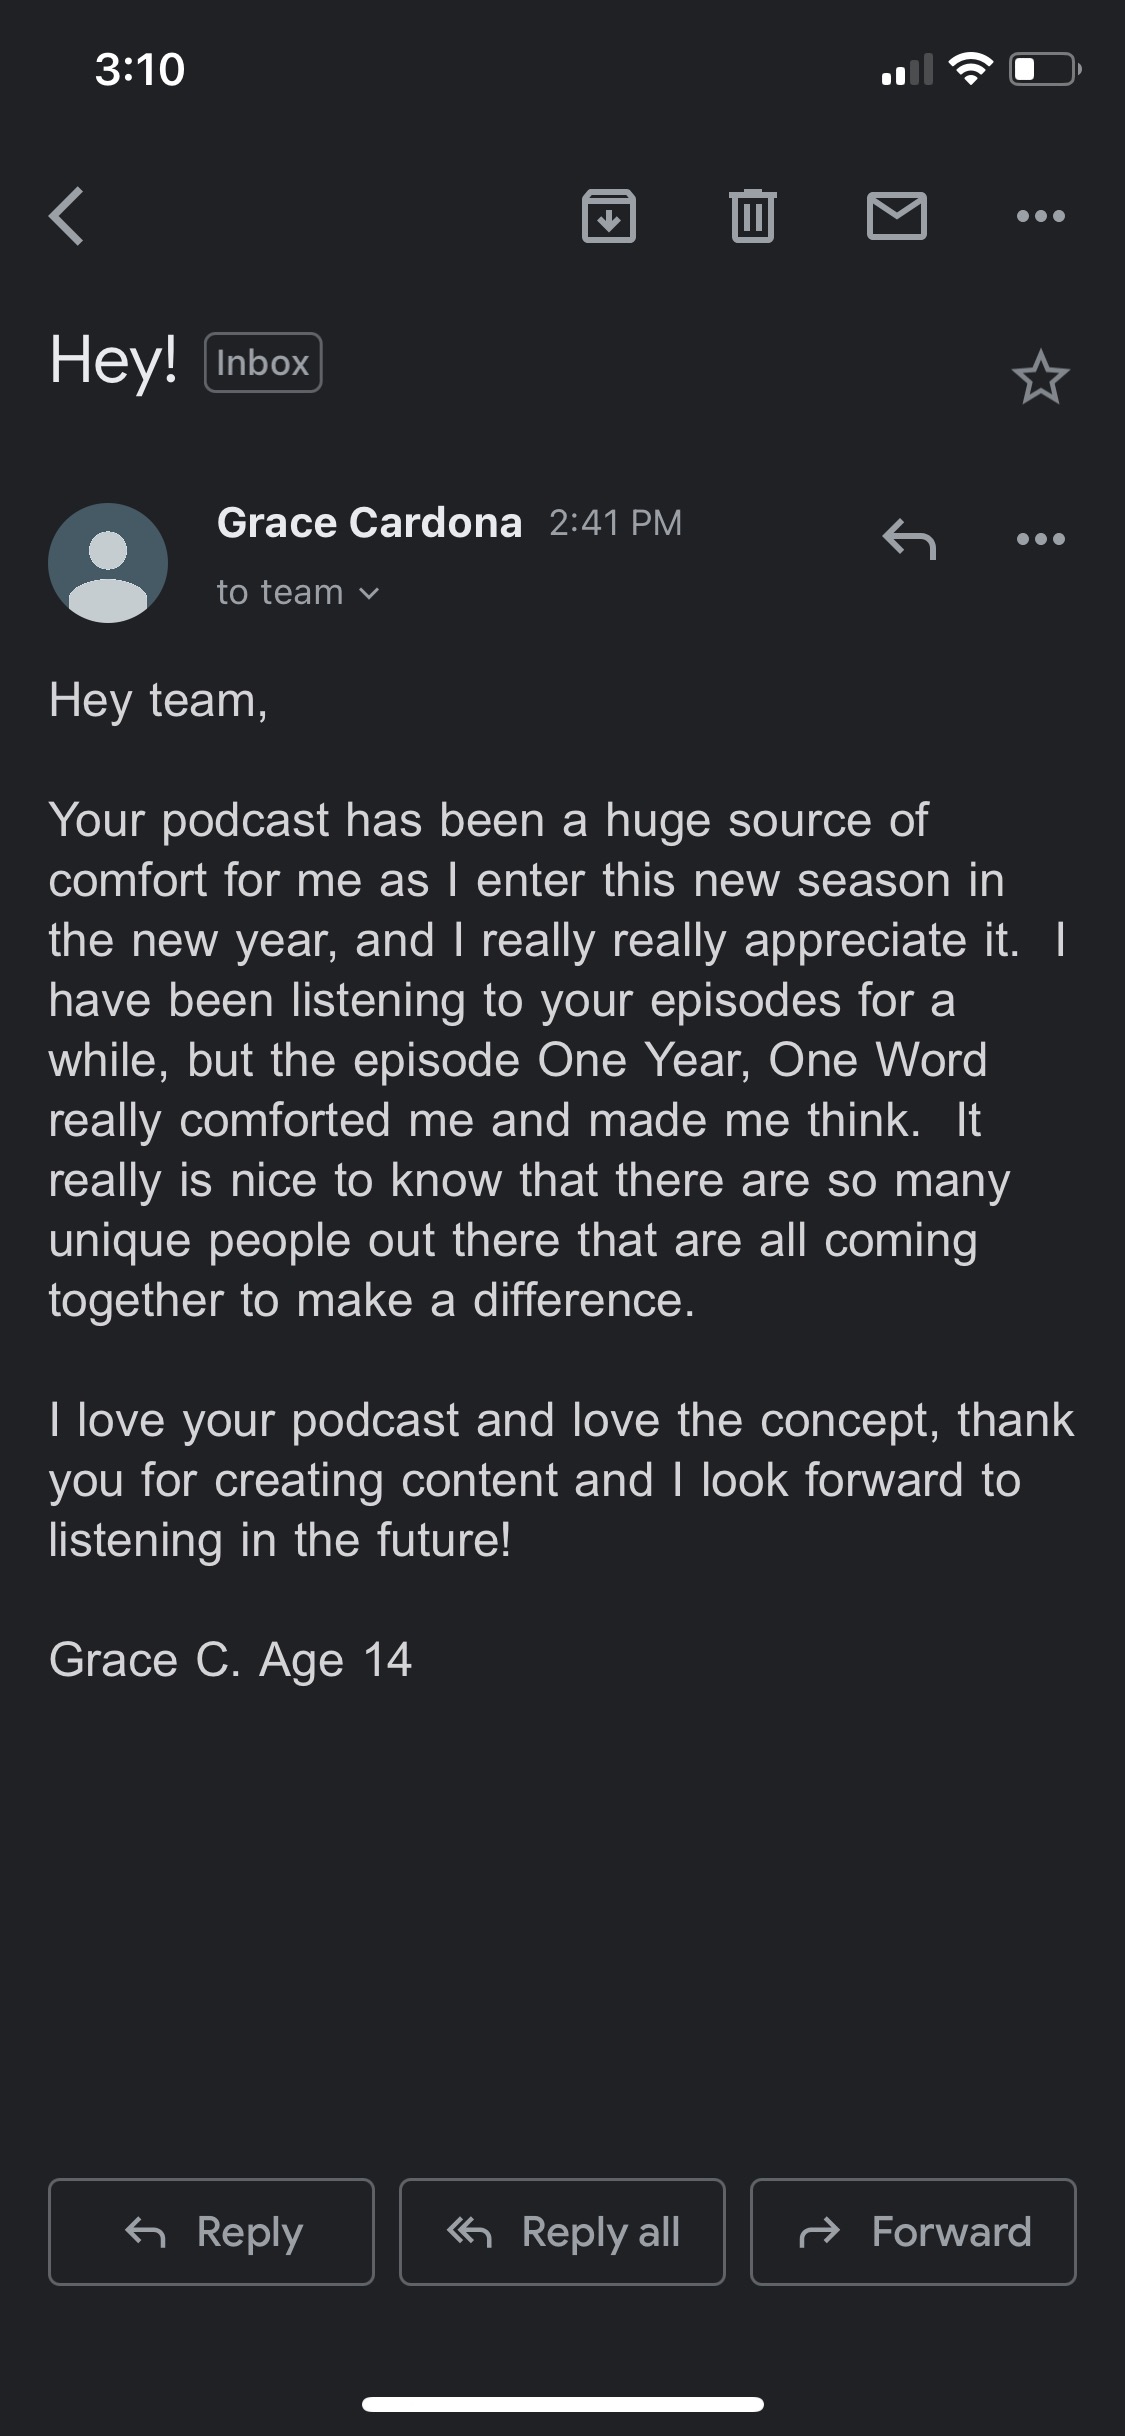 3:10
Hey! Inbox
Grace Cardona 2:41 PM
to team
Hey team,
Your podcast has been a huge source of
comfort for me as I enter this new season in
the new year, and I really really appreciate it.  I
have been listening to your episodes for a
while, but the episode One Year, One Word
really comforted me and made me think.  It
really is nice to know that there are so many
unique people out there that are all coming
together to make a difference.
I love your podcast and love the concept, thank
you for creating content and I look forward to
listening in the future!
Grace C. Age 14
Reply Reply all Forward